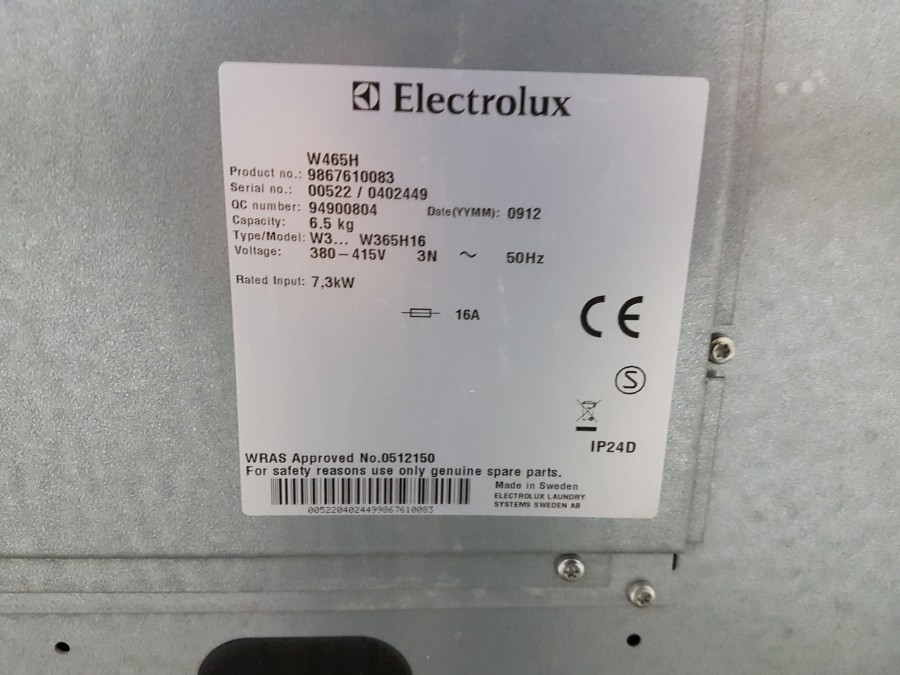 Electrolux
W465H
Product no.: 9867610083
Serial no.: 00522 / 0402449
QC number: 94900804 Date(YYMM): 0912
Capacity: 6.5 kg
Type/Model: W3... W365H16
Voltage: 380–415V 3N ~ 50Hz
Rated Input: 7,3kW
16A
CE
S
IP24D
WRAS Approved No.0512150
For safety reasons use only genuine spare parts.
Made in Sweden
ELECTROLUX LAUNDRY
SYSTEMS SWEDEN AB
0052204024499867610083